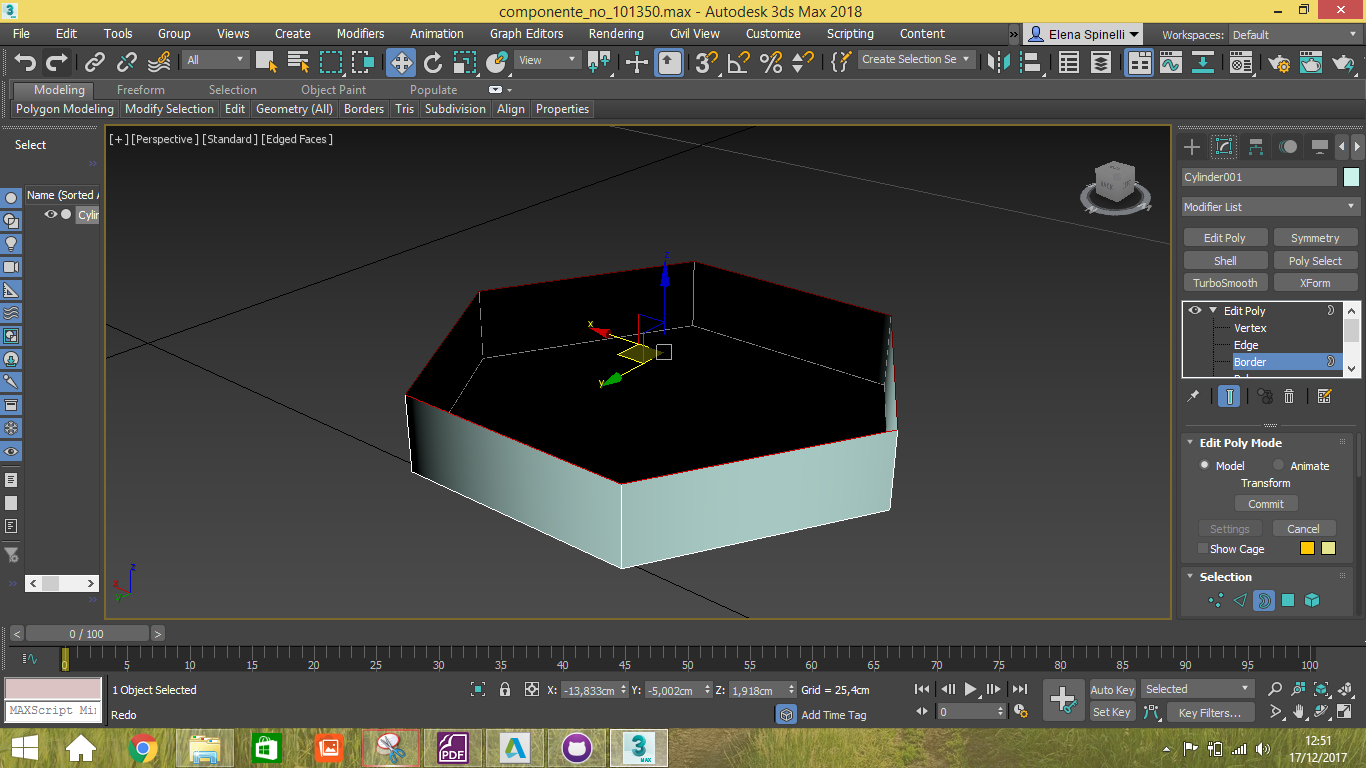 componente_no_101350.max - Autodesk 3ds Max 2018
File Edit Tools Group Views Create Modifiers Animation Graph Editors Rendering Civil View Customize Scripting Content » Elena Spinelli Workspaces: Default
All View Create Selection Se
Modeling Freeform Selection Object Paint Populate
Polygon Modeling Modify Selection Edit Geometry (All) Borders Tris Subdivision Align Properties
Select
Name (Sorted A
Cylin
[+] [Perspective] [Standard] [Edged Faces]
z
x
y
z
x
y
Cylinder001
Modifier List
Edit Poly Symmetry
Shell Poly Select
TurboSmooth XForm
Edit Poly
Vertex
Edge
Border
Edit Poly Mode
Model Animate
Transform
Commit
Settings Cancel
Show Cage
Selection
< 0 / 100 >
0 5 10 15 20 25 30 35 40 45 50 55 60 65 70 75 80 85 90 95 100
1 Object Selected X: -13,833cm Y: -5,002cm Z: 1,918cm Grid = 25,4cm Auto Key Selected
MAXScript Mi
Redo Add Time Tag 0 Set Key Key Filters...
PDF
3
MAX
12:51
17/12/2017